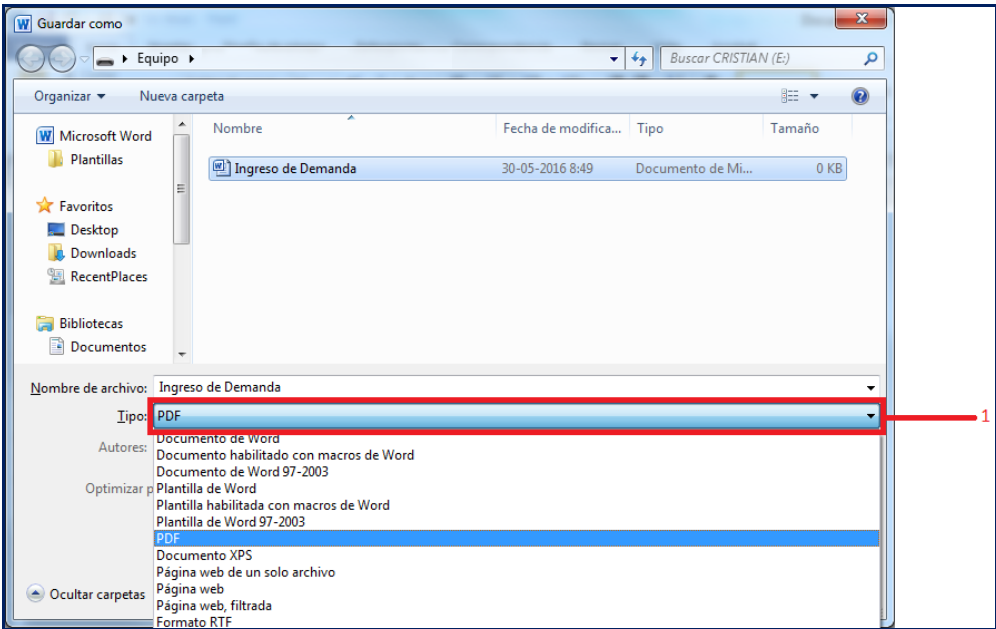 Guardar como
Equipo
Buscar CRISTIAN (E:)
Organizar
Nueva carpeta
Microsoft Word
Plantillas
Favoritos
Desktop
Downloads
RecentPlaces
Bibliotecas
Documentos
Nombre
Fecha de modifica...
Tipo
Tamaño
Ingreso de Demanda
30-05-2016 8:49
Documento de Mi...
0 KB
Nombre de archivo: Ingreso de Demanda
Tipo: PDF
1
Autores:
Optimizar p
Documento de Word
Documento habilitado con macros de Word
Documento de Word 97-2003
Plantilla de Word
Plantilla habilitada con macros de Word
Plantilla de Word 97-2003
PDF
Documento XPS
Página web de un solo archivo
Página web
Página web, filtrada
Formato RTF
Ocultar carpetas